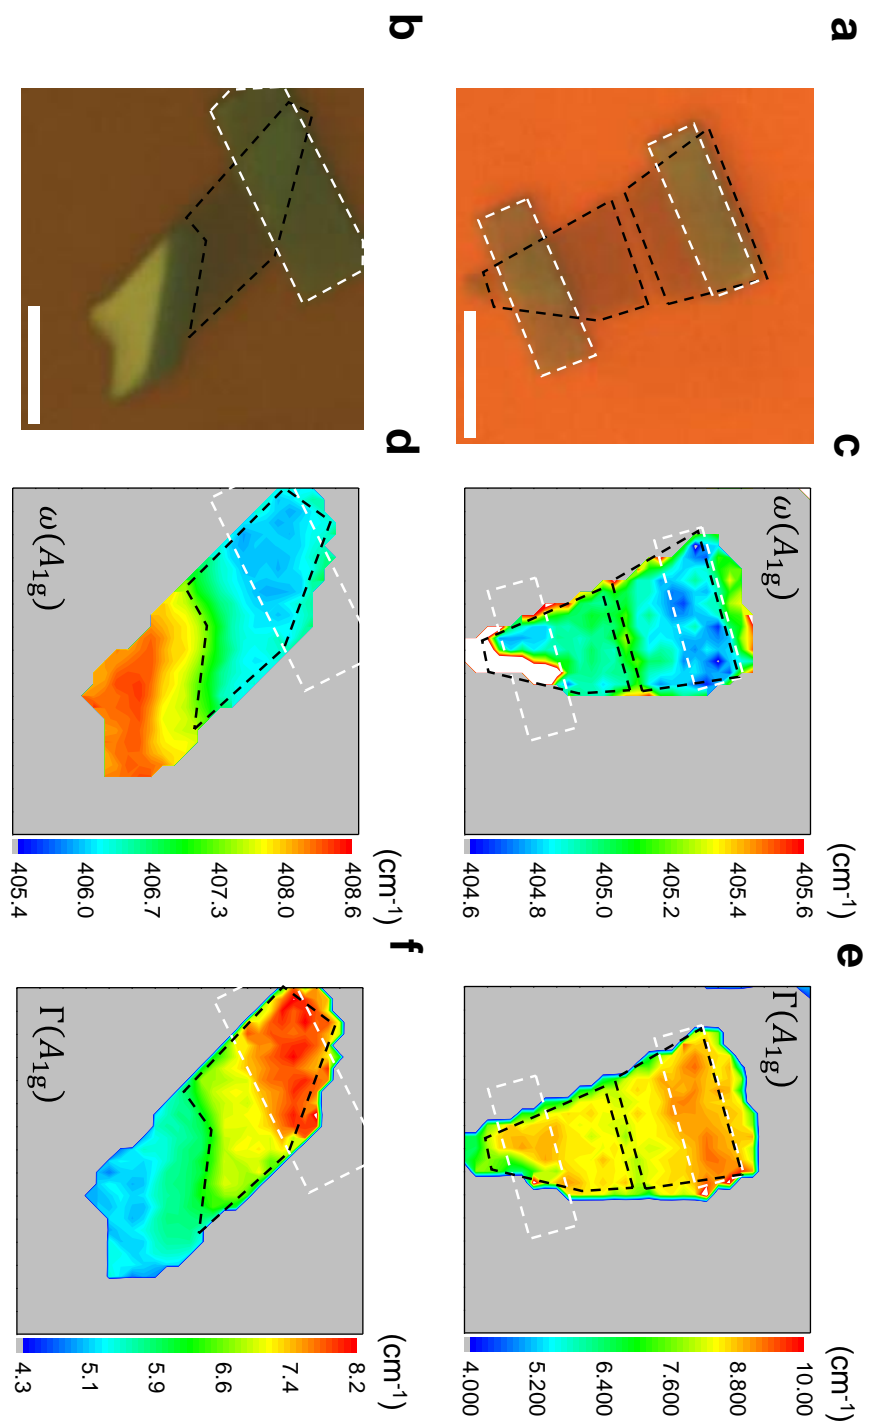 a
c
ω(A1g)
(cm-1)
405.6
405.4
405.2
405.0
404.8
404.6
e
Γ(A1g)
(cm-1)
10.00
8.800
7.600
6.400
5.200
4.000
b
d
ω(A1g)
(cm-1)
408.6
408.0
407.3
406.7
406.0
405.4
f
Γ(A1g)
(cm-1)
8.2
7.4
6.6
5.9
5.1
4.3